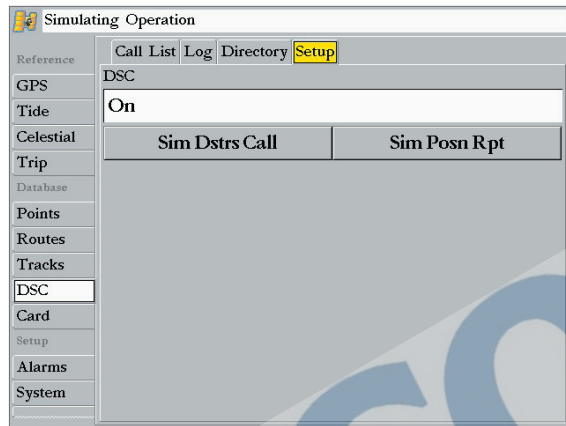 Simulating Operation
Call List Log Directory Setup
Reference
GPS
Tide
Celestial
Trip
Database
Points
Routes
Tracks
DSC
Card
Setup
Alarms
System
DSC
On
Sim Dstrs Call Sim Posn Rpt